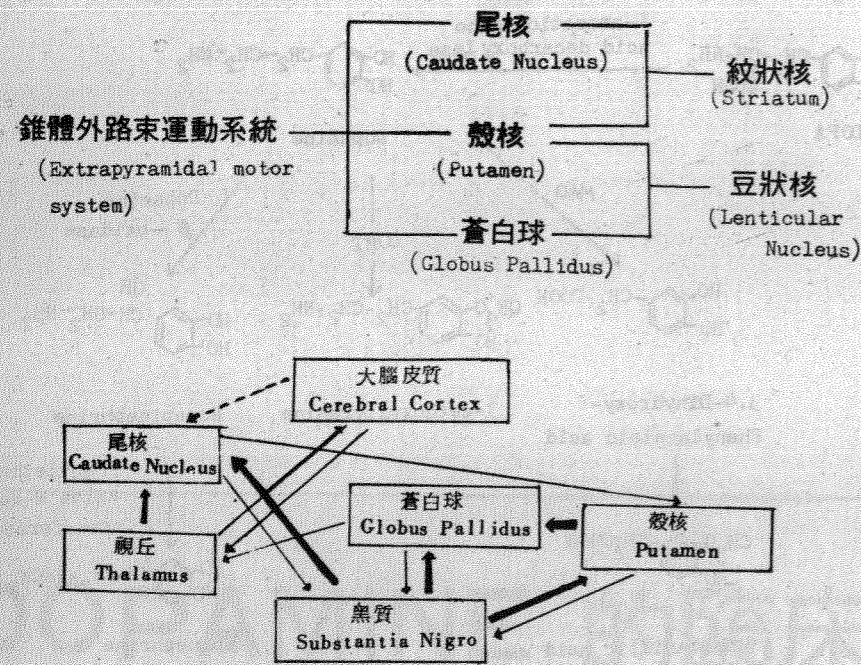 尾核
(Caudate Nucleus)
紋狀核
(Striatum)
錐體外路束運動系統
(Extrapyramidal motor
system)
殼核
(Putamen)
豆狀核
(Lenticular
Nucleus)
蒼白球
(Globus Pallidus)
大腦皮質
Cerebral Cortex
尾核
Caudate Nucleus
蒼白球
Globus Pallidus
殼核
Putamen
視丘
Thalamus
黑質
Substantia Nigro